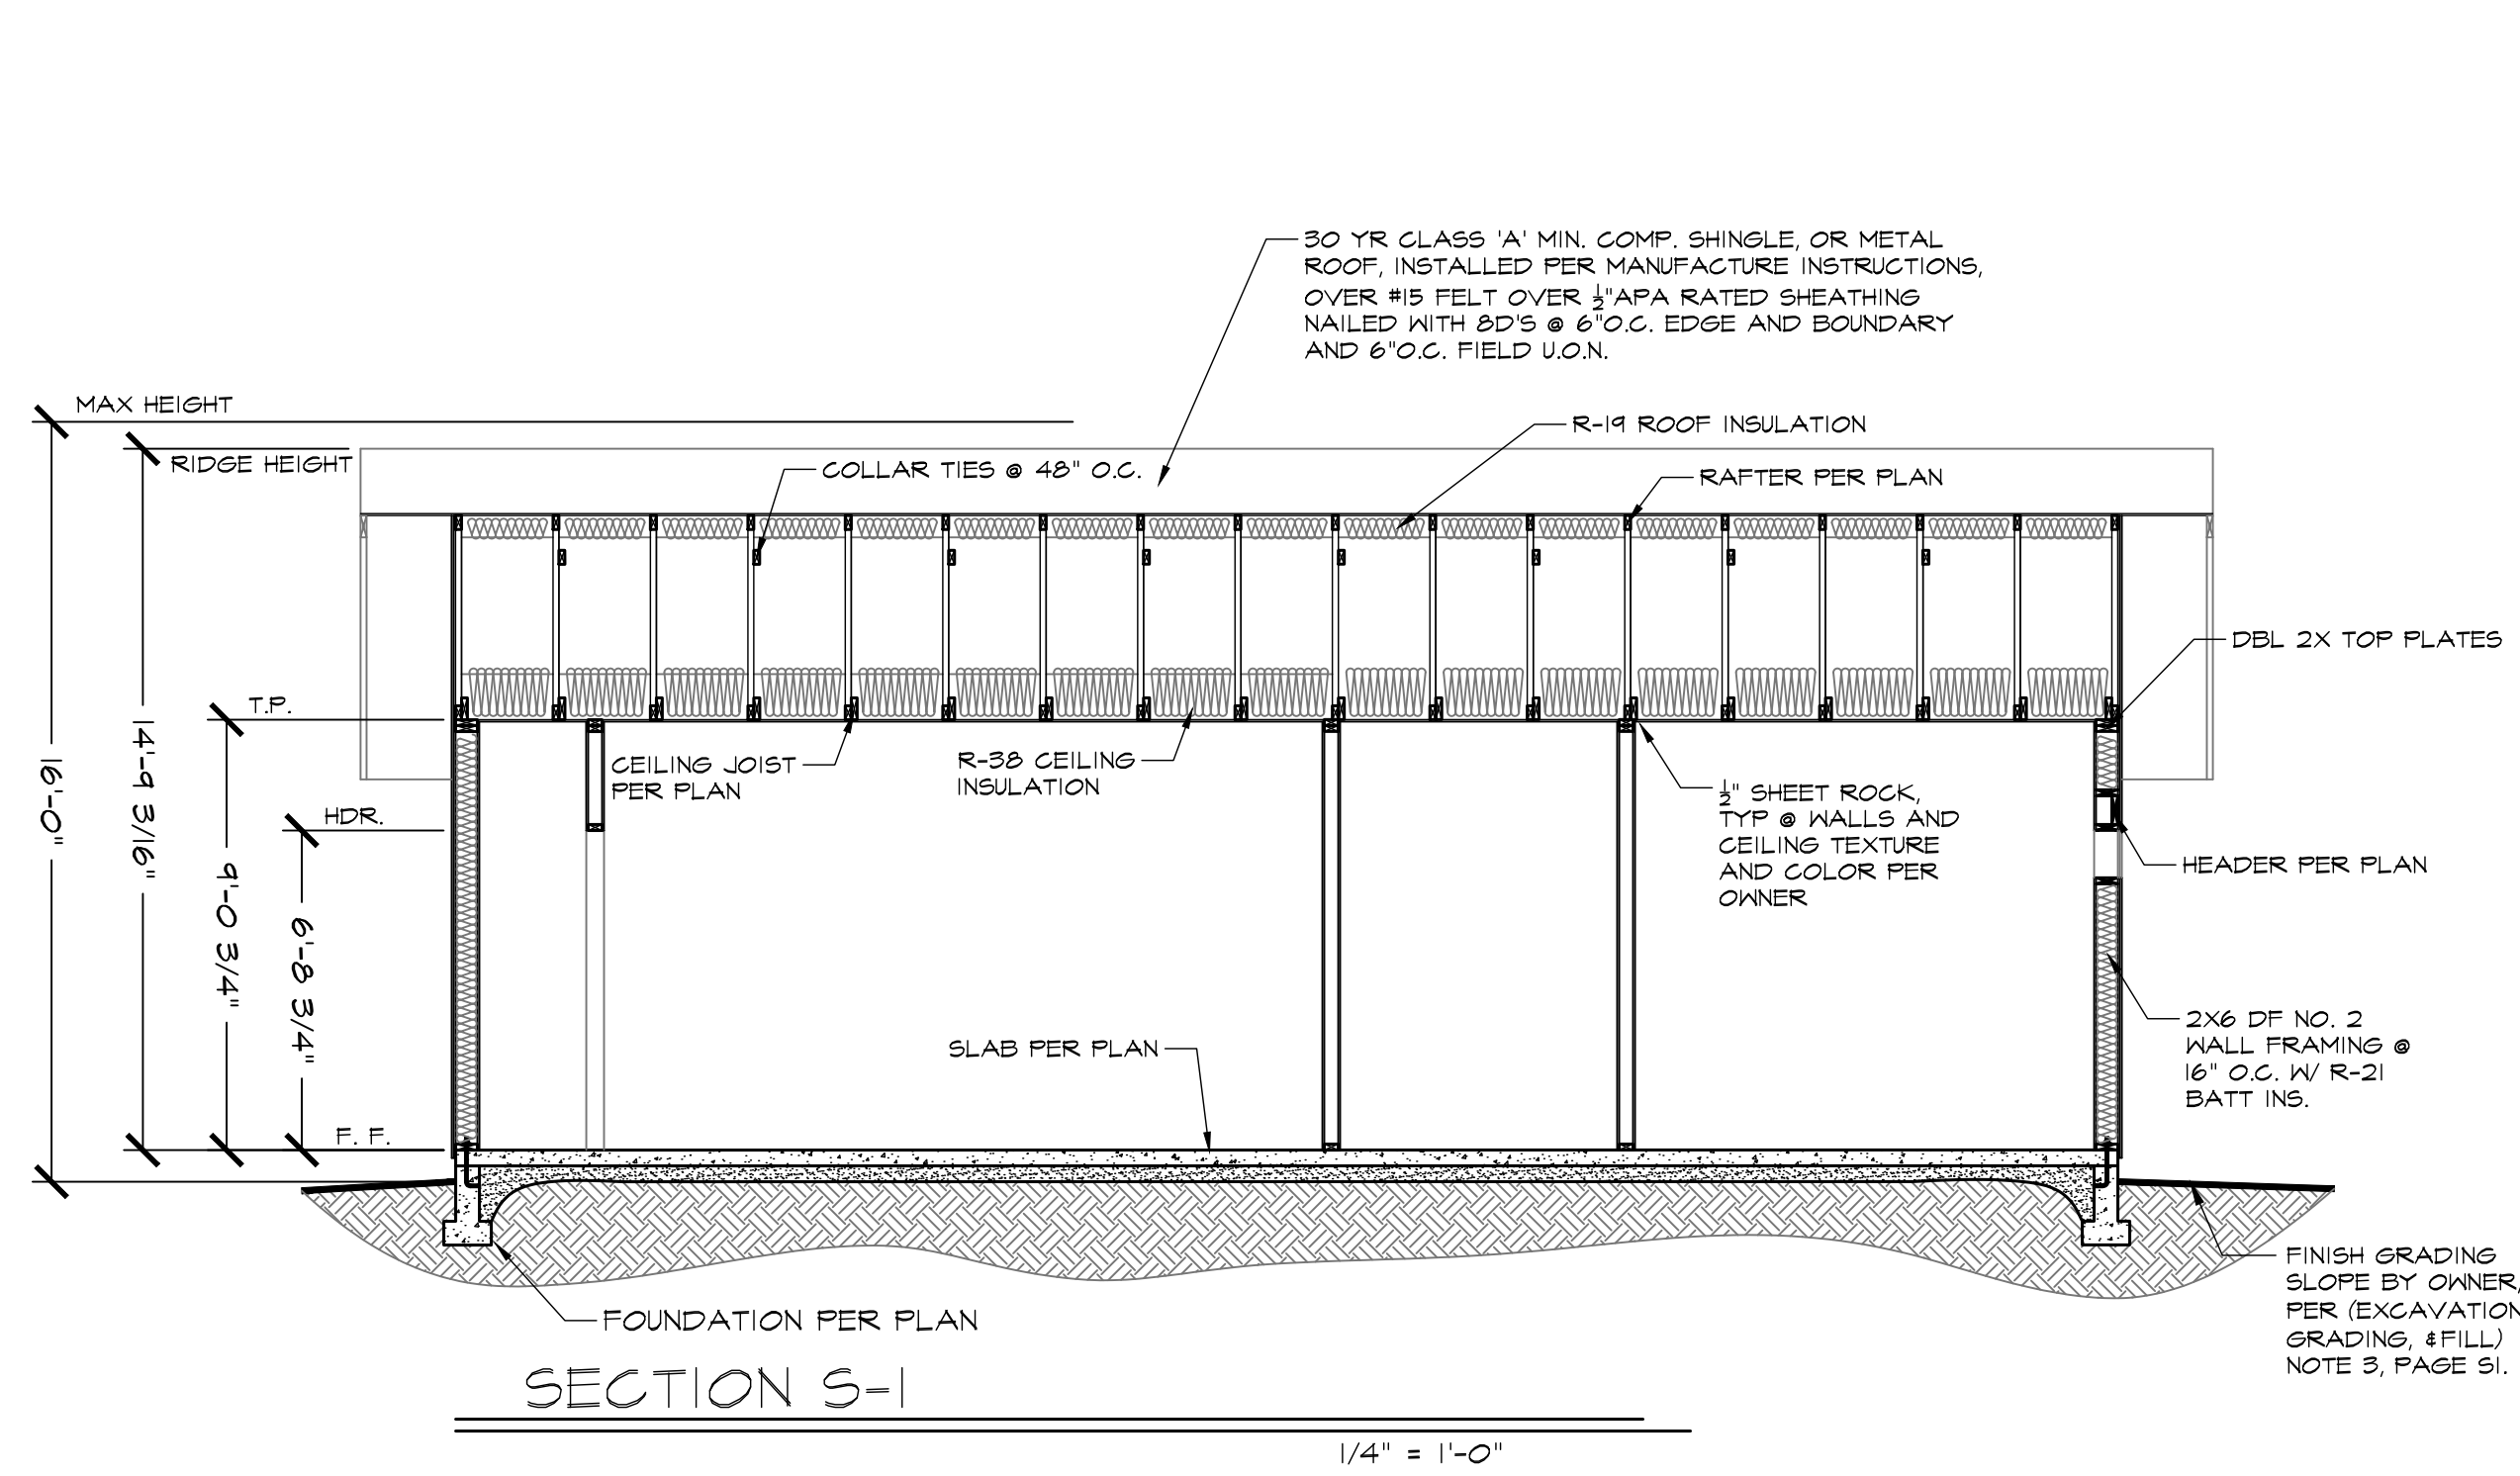 30 YR CLASS 'A' MIN. COMP. SHINGLE, OR METAL
ROOF, INSTALLED PER MANUFACTURE INSTRUCTIONS,
OVER #15 FELT OVER ½"APA RATED SHEATHING
NAILED WITH 8D'S @ 6"O.C. EDGE AND BOUNDARY
AND 6"O.C. FIELD U.O.N.
MAX HEIGHT
R-19 ROOF INSULATION
RIDGE HEIGHT
COLLAR TIES @ 48" O.C.
RAFTER PER PLAN
DBL 2X TOP PLATES
T.P.
CEILING JOIST
PER PLAN
R-38 CEILING
INSULATION
½" SHEET ROCK,
TYP @ WALLS AND
CEILING TEXTURE
AND COLOR PER
OWNER
HDR.
HEADER PER PLAN
16'-0"
14'-9 3/16"
9'-0 3/4"
6'-8 3/4"
SLAB PER PLAN
2X6 DF NO. 2
WALL FRAMING @
16" O.C. W/ R-21
BATT INS.
F. F.
FINISH GRADING
SLOPE BY OWNER,
PER (EXCAVATION
GRADING, &FILL)
NOTE 3, PAGE S1.
FOUNDATION PER PLAN
SECTION S-1
1/4" = 1'-0"